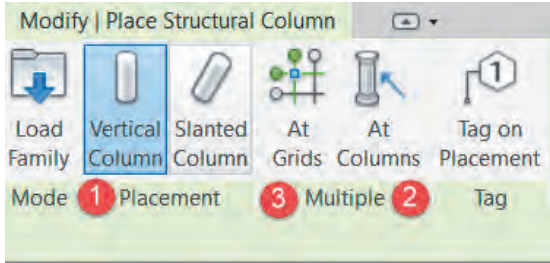 Modify | Place Structural Column
1
Load Vertical Slanted At At Tag on
Family Column Column Grids Columns Placement
Mode 1 Placement 3 Multiple 2 Tag